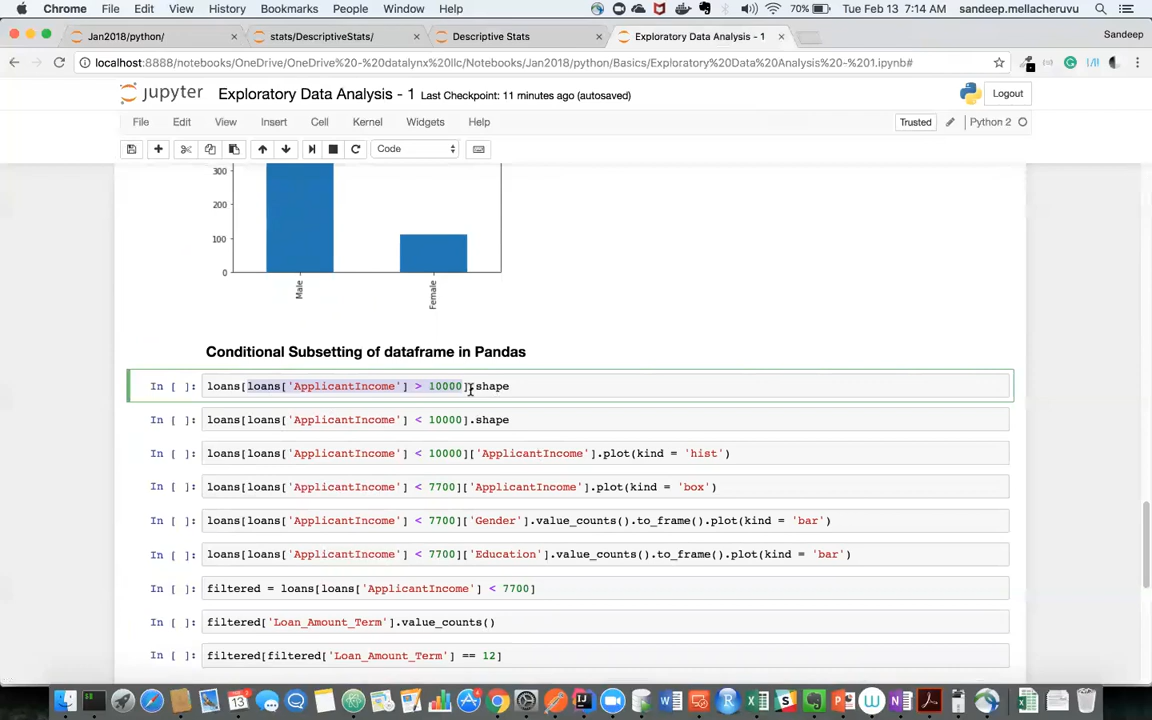 Chrome File Edit View History Bookmarks People Window Help 70% Tue Feb 13 7:14 AM sandeep.mellacheruvu
Jan2018/python/ stats/DescriptiveStats/ Descriptive Stats Exploratory Data Analysis - 1 Sandeep
localhost:8888/notebooks/OneDrive/OneDrive%20-%20datalynx%20llc/Notebooks/Jan2018/python/Basics/Exploratory%20Data%20Analysis%20-%201.ipynb#
jupyter Exploratory Data Analysis - 1 Last Checkpoint: 11 minutes ago (autosaved) Logout
File Edit View Insert Cell Kernel Widgets Help Trusted Python 2
Code
300
200
100
0
Male Female
Conditional Subsetting of dataframe in Pandas
In [ ]: loans[loans['ApplicantIncome'] > 10000].shape
In [ ]: loans[loans['ApplicantIncome'] < 10000].shape
In [ ]: loans[loans['ApplicantIncome'] < 10000]['ApplicantIncome'].plot(kind = 'hist')
In [ ]: loans[loans['ApplicantIncome'] < 7700]['ApplicantIncome'].plot(kind = 'box')
In [ ]: loans[loans['ApplicantIncome'] < 7700]['Gender'].value_counts().to_frame().plot(kind = 'bar')
In [ ]: loans[loans['ApplicantIncome'] < 7700]['Education'].value_counts().to_frame().plot(kind = 'bar')
In [ ]: filtered = loans[loans['ApplicantIncome'] < 7700]
In [ ]: filtered['Loan_Amount_Term'].value_counts()
In [ ]: filtered[filtered['Loan_Amount_Term'] == 12]